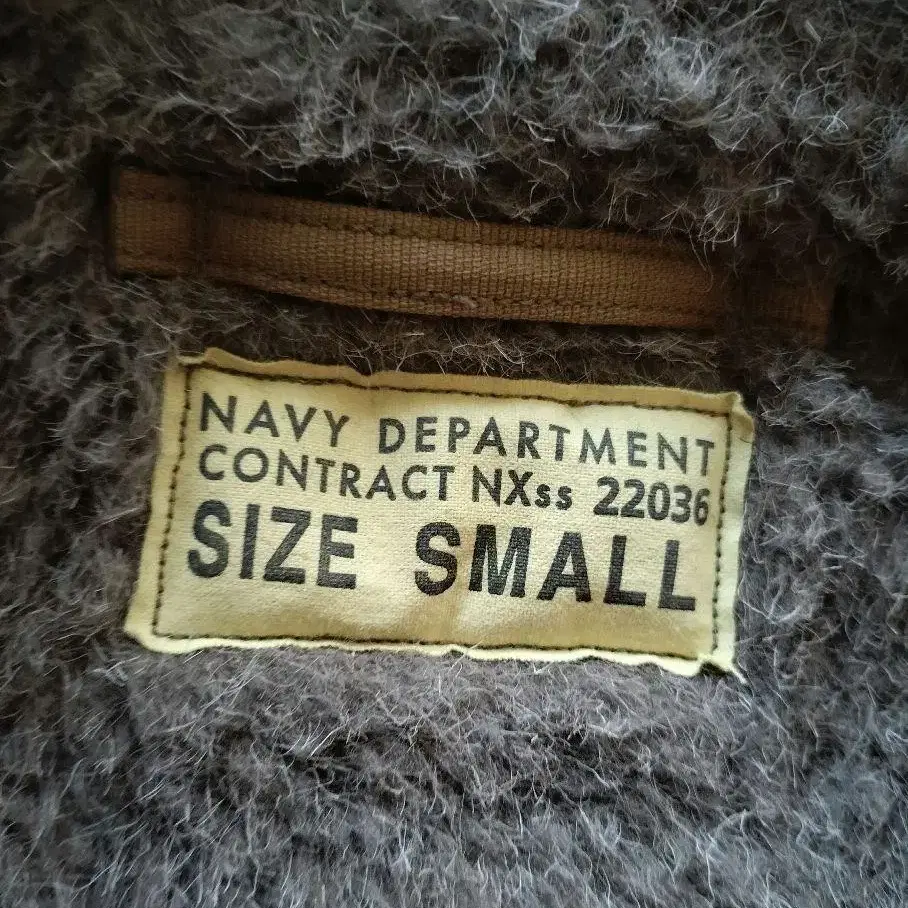 NAVY DEPARTMENT
CONTRACT NXss 22036
SIZE SMALL